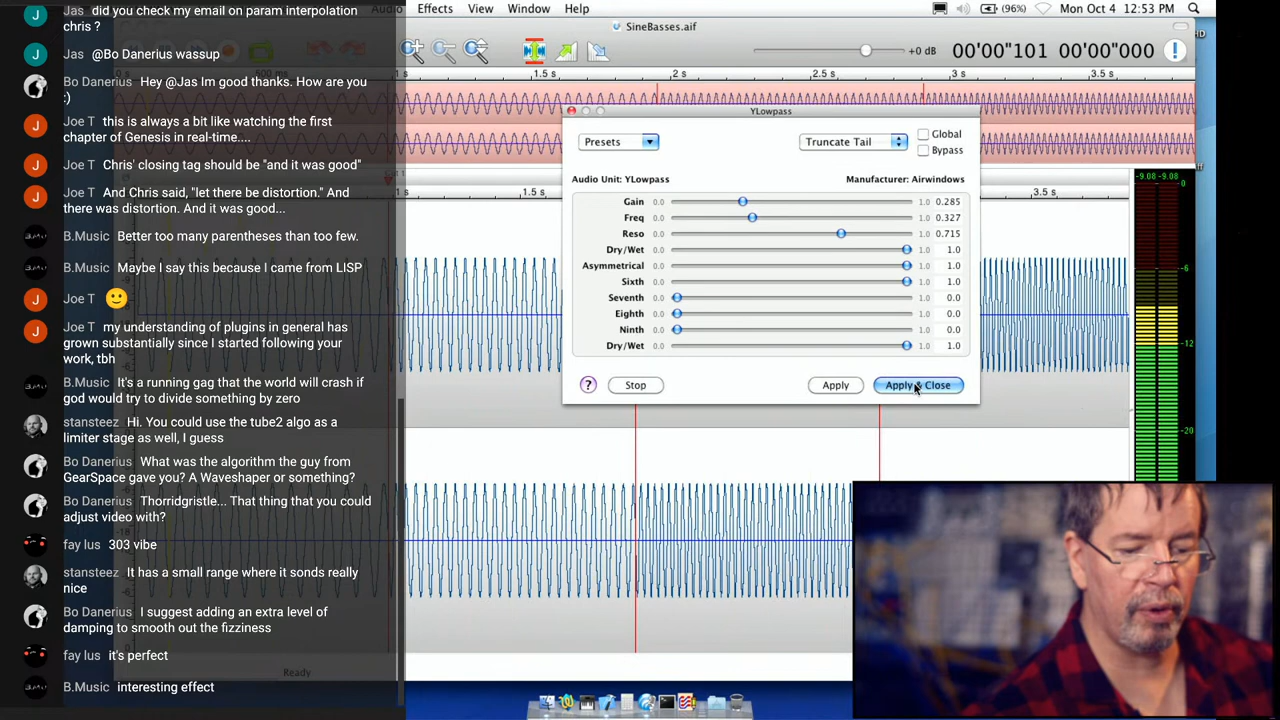 Jas did you check my email on param interpolation
chris ?
Jas @Bo Danerius wassup
Bo Danerius Hey @Jas Im good thanks. How are you
:)
Joe T this is always a bit like watching the first
chapter of Genesis in real-time....
Joe T Chris' closing tag should be "and it was good"
Joe T And Chris said, "let there be distortion." And
there was distortion. And it was good...
B.Music Better too many parentheses than too few.
B.Music Maybe I say this because I came from LISP
Joe T
Joe T my understanding of plugins in general has
grown substantially since I started following your
work, tbh
B.Music It's a running gag that the world will crash if
god would try to divide something by zero
stansteez Hi. You could use the tube2 algo as a
limiter stage as well, I guess
Bo Danerius What was the algorithm the guy from
GearSpace gave you? A Waveshaper or something?
Bo Danerius Thorridgristle... That thing that you could
adjust video with?
fay lus 303 vibe
stansteez It has a small range where it sonds really
nice
Bo Danerius I suggest adding an extra level of
damping to smooth out the fizziness
fay lus it's perfect
B.Music interesting effect
Ready
Audio Effects View Window Help
(96%) Mon Oct 4 12:53 PM
SineBasses.aif
+0 dB 00'00"101 00'00"000
1 s 1.5 s 2 s 2.5 s 3 s 3.5 s
YLowpass
Presets Truncate Tail Global
Bypass
Audio Unit: YLowpass Manufacturer: Airwindows
Gain 0.0 1.0 0.285
Freq 0.0 1.0 0.327
Reso 0.0 1.0 0.715
Dry/Wet 0.0 1.0 1.0
Asymmetrical 0.0 1.0 1.0
Sixth 0.0 1.0 1.0
Seventh 0.0 1.0 0.0
Eighth 0.0 1.0 0.0
Ninth 0.0 1.0 0.0
Dry/Wet 0.0 1.0 1.0
? Stop Apply Apply & Close
1 s 1.5 s 3.5 s
-9.08 -9.08
0
-6
-12
-20